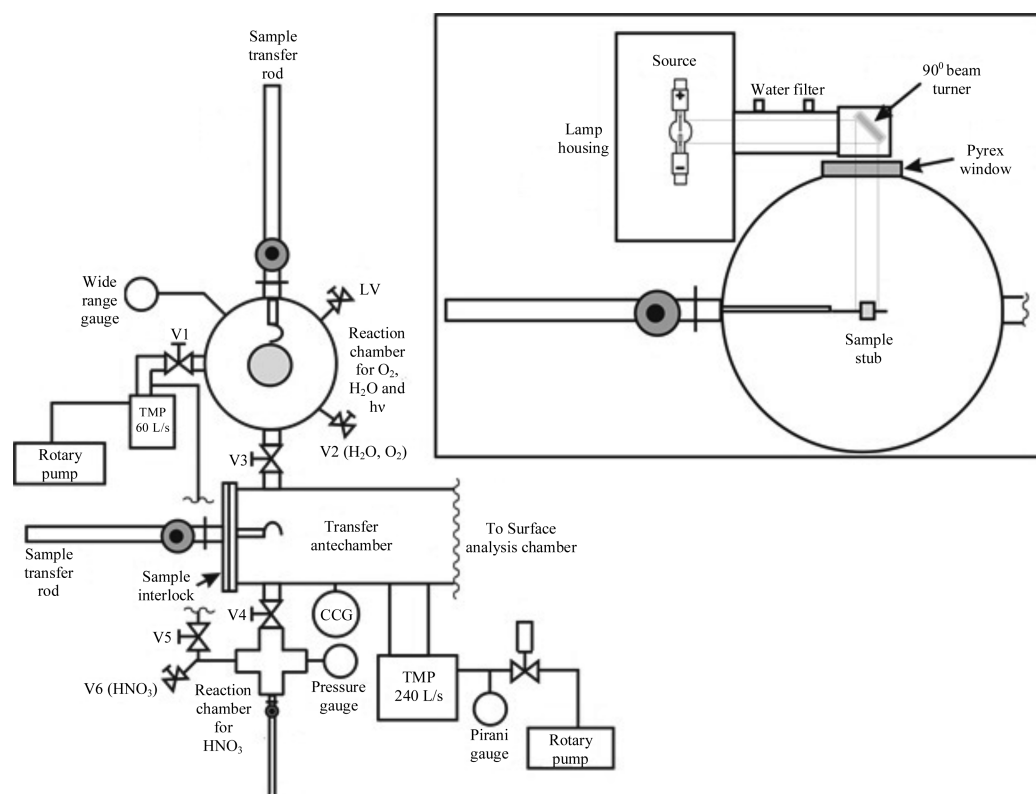 Sample
transfer
rod
Wide
range
gauge
LV
V1
Reaction
chamber
for O₂,
H₂O and
hν
TMP
60 L/s
Rotary
pump
V2 (H₂O, O₂)
V3
Transfer
antechamber
To Surface
analysis chamber
Sample
transfer
rod
Sample
interlock
V4
CCG
V5
V6 (HNO₃)
Reaction
chamber
for
HNO₃
Pressure
gauge
TMP
240 L/s
Pirani
gauge
Rotary
pump
Source
+
−
Lamp
housing
Water filter
90⁰ beam
turner
Pyrex
window
Sample
stub